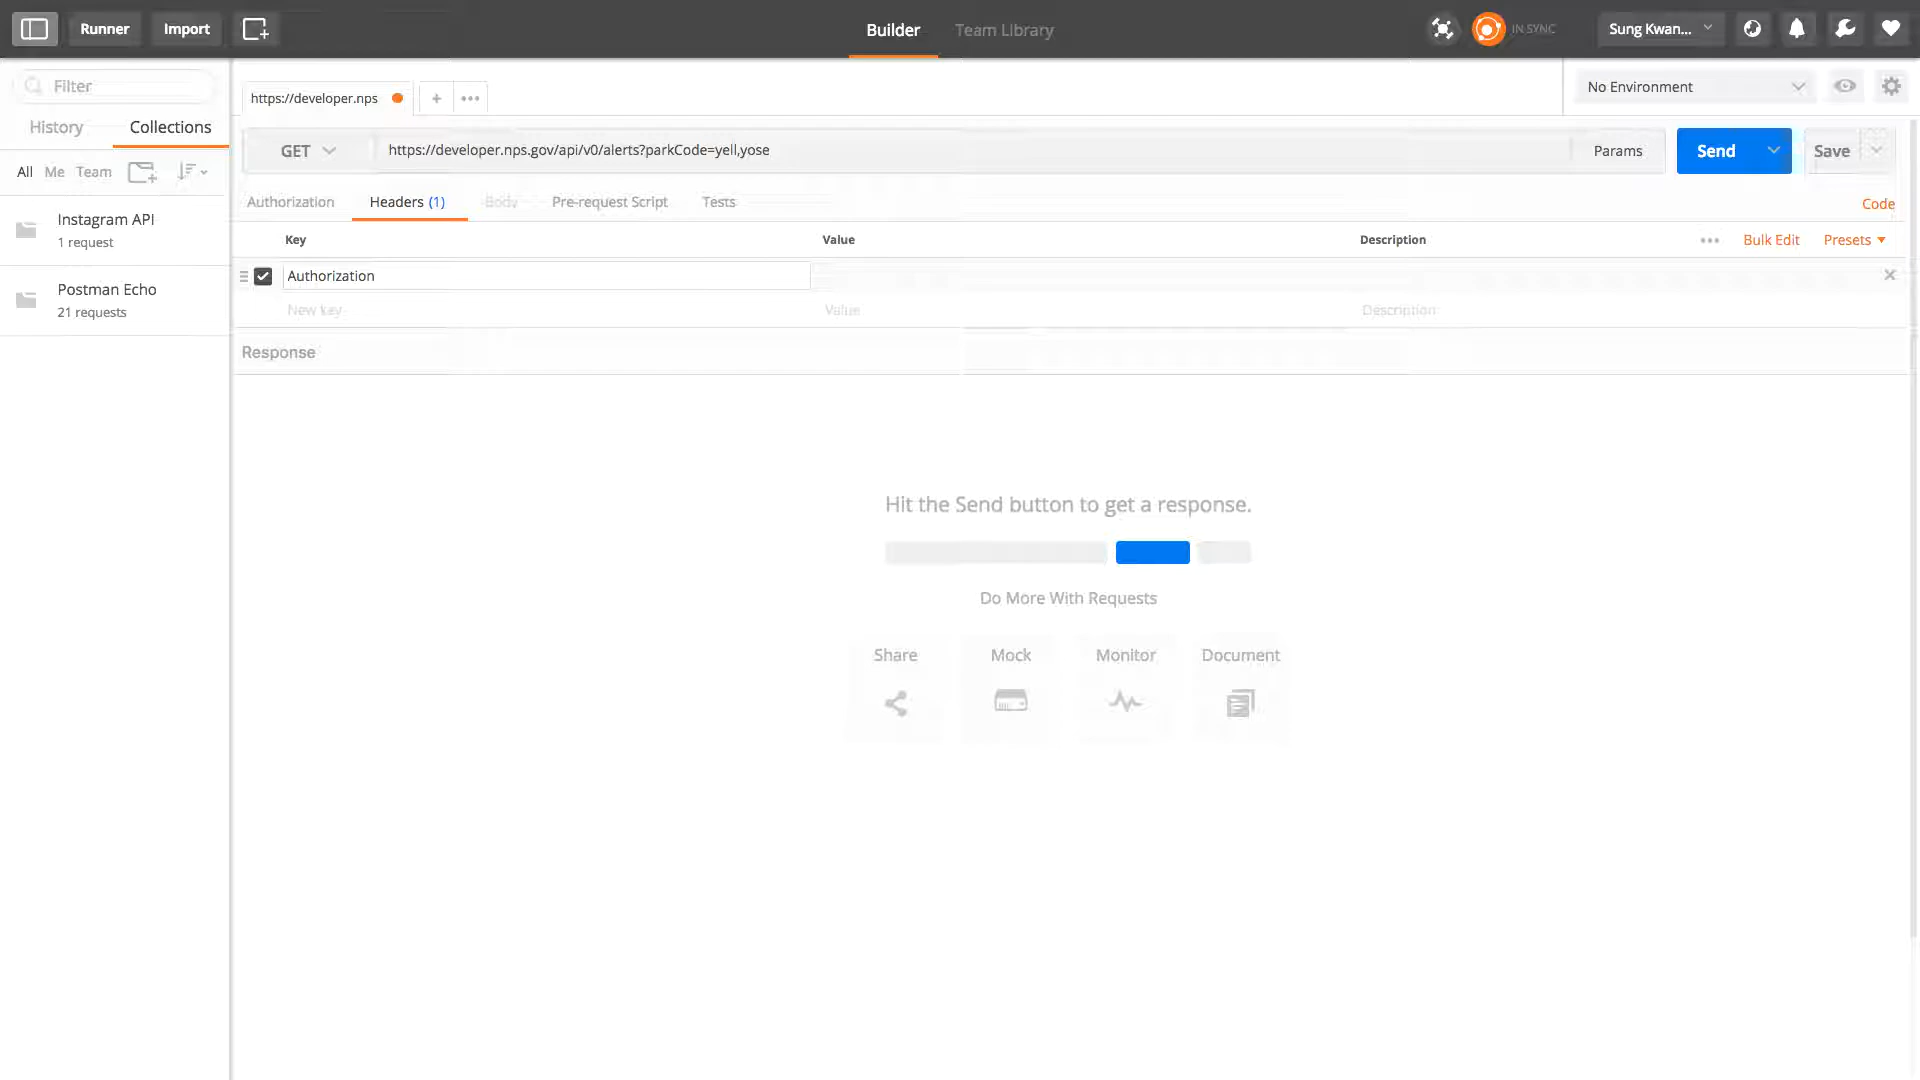 Runner
Import
Builder
Team Library
IN SYNC
Sung Kwan...
Filter
History
Collections
All
Me
Team
Instagram API
1 request
Postman Echo
21 requests
https://developer.nps
No Environment
GET
https://developer.nps.gov/api/v0/alerts?parkCode=yell,yose
Params
Send
Save
Authorization
Headers (1)
Body
Pre-request Script
Tests
Code
Key
Value
Description
Bulk Edit
Presets
Authorization
New key
Value
Description
Response
Hit the Send button to get a response.
Do More With Requests
Share
Mock
Monitor
Document